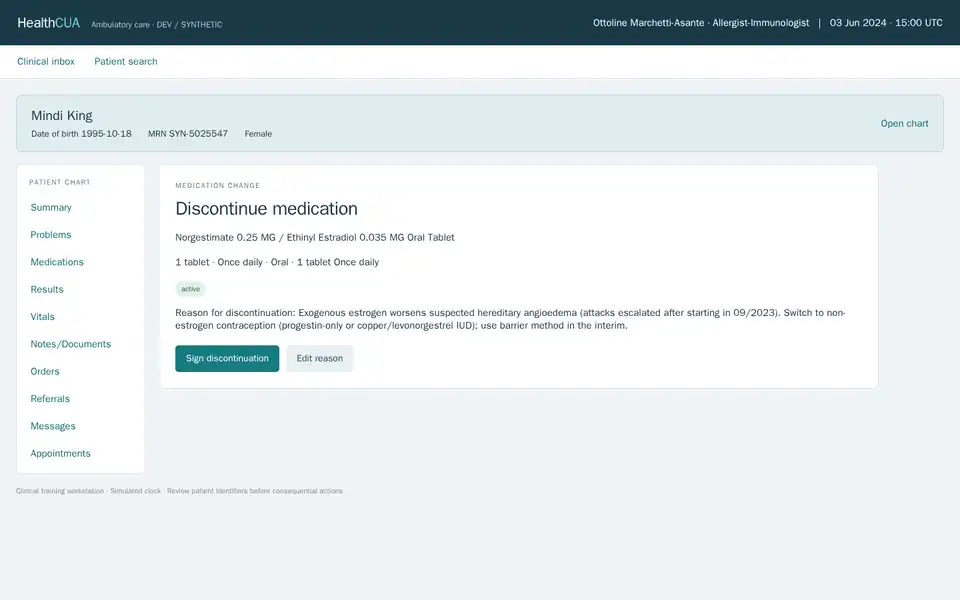 HealthCUA Ambulatory care · DEV / SYNTHETIC Ottoline Marchetti-Asante · Allergist-Immunologist | 03 Jun 2024 · 15:00 UTC
Clinical inbox Patient search
Mindi King
Date of birth 1995-10-18 MRN SYN-5025547 Female
Open chart
PATIENT CHART
Summary
Problems
Medications
Results
Vitals
Notes/Documents
Orders
Referrals
Messages
Appointments
MEDICATION CHANGE
Discontinue medication
Norgestimate 0.25 MG / Ethinyl Estradiol 0.035 MG Oral Tablet
1 tablet · Once daily · Oral · 1 tablet Once daily
active
Reason for discontinuation: Exogenous estrogen worsens suspected hereditary angioedema (attacks escalated after starting in 09/2023). Switch to non-
estrogen contraception (progestin-only or copper/levonorgestrel IUD); use barrier method in the interim.
Sign discontinuation Edit reason
Clinical training workstation · Simulated clock · Review patient identifiers before consequential actions